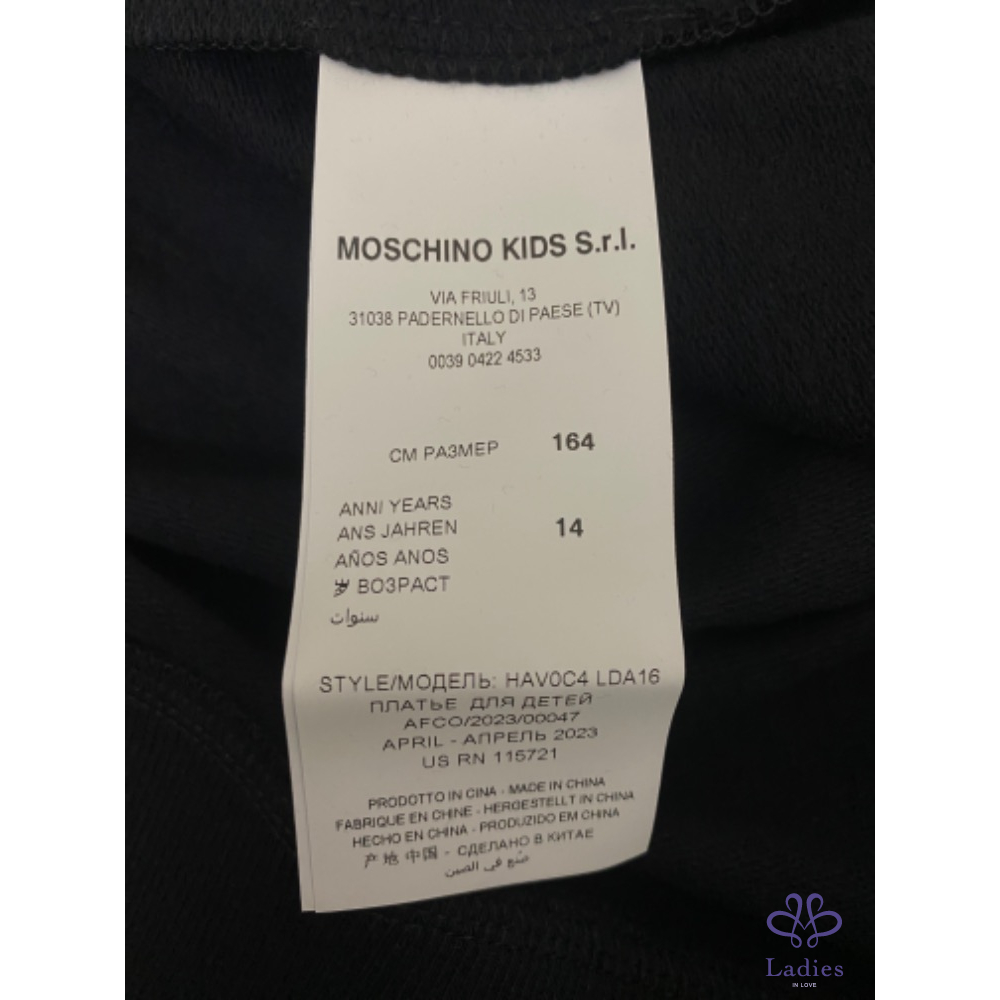 MOSCHINO KIDS S.r.l.
VIA FRIULI, 13
31038 PADERNELLO DI PAESE (TV)
ITALY
0039 0422 4533
CM PA3MEP 164
ANNI YEARS
ANS JAHREN 14
AÑOS ANOS
岁 ВОЗРАСТ
سنوات
STYLE/МОДЕЛЬ: HAV0C4 LDA16
ПЛАТЬЕ ДЛЯ ДЕТЕЙ
AFCO/2023/00047
APRIL - АПРЕЛЬ 2023
US RN 115721
PRODOTTO IN CINA - MADE IN CHINA
FABRIQUE EN CHINE - HERGESTELLT IN CHINA
HECHO EN CHINA - PRODUZIDO EM CHINA
产地 中国 - СДЕЛАНО В КИТАЕ
صُنع في الصين
Ladies
IN LOVE